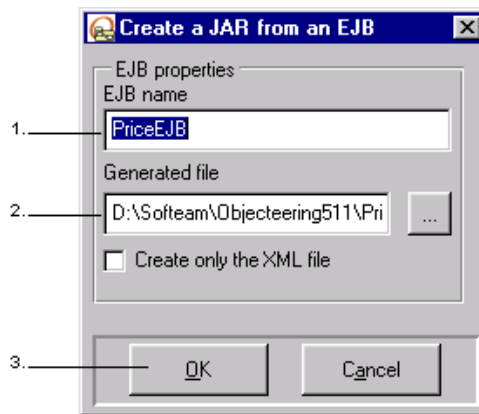 Create a JAR from an EJB
EJB properties
EJB name
1.
PriceEJB
Generated file
2.
D:\Softeam\Objecteering511\Pri
...
Create only the XML file
3.
OK
Cancel